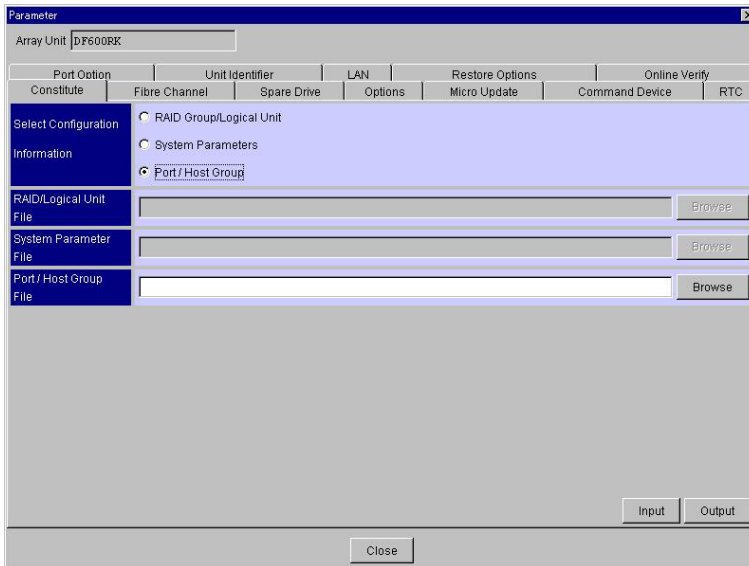 Parameter
Array Unit DF600RK
Port Option Unit Identifier LAN Restore Options Online Verify
Constitute Fibre Channel Spare Drive Options Micro Update Command Device RTC
Select Configuration
Information
RAID Group/Logical Unit
System Parameters
Port / Host Group
RAID/Logical Unit
File
Browse
System Parameter
File
Browse
Port / Host Group
File
Browse
Input Output
Close